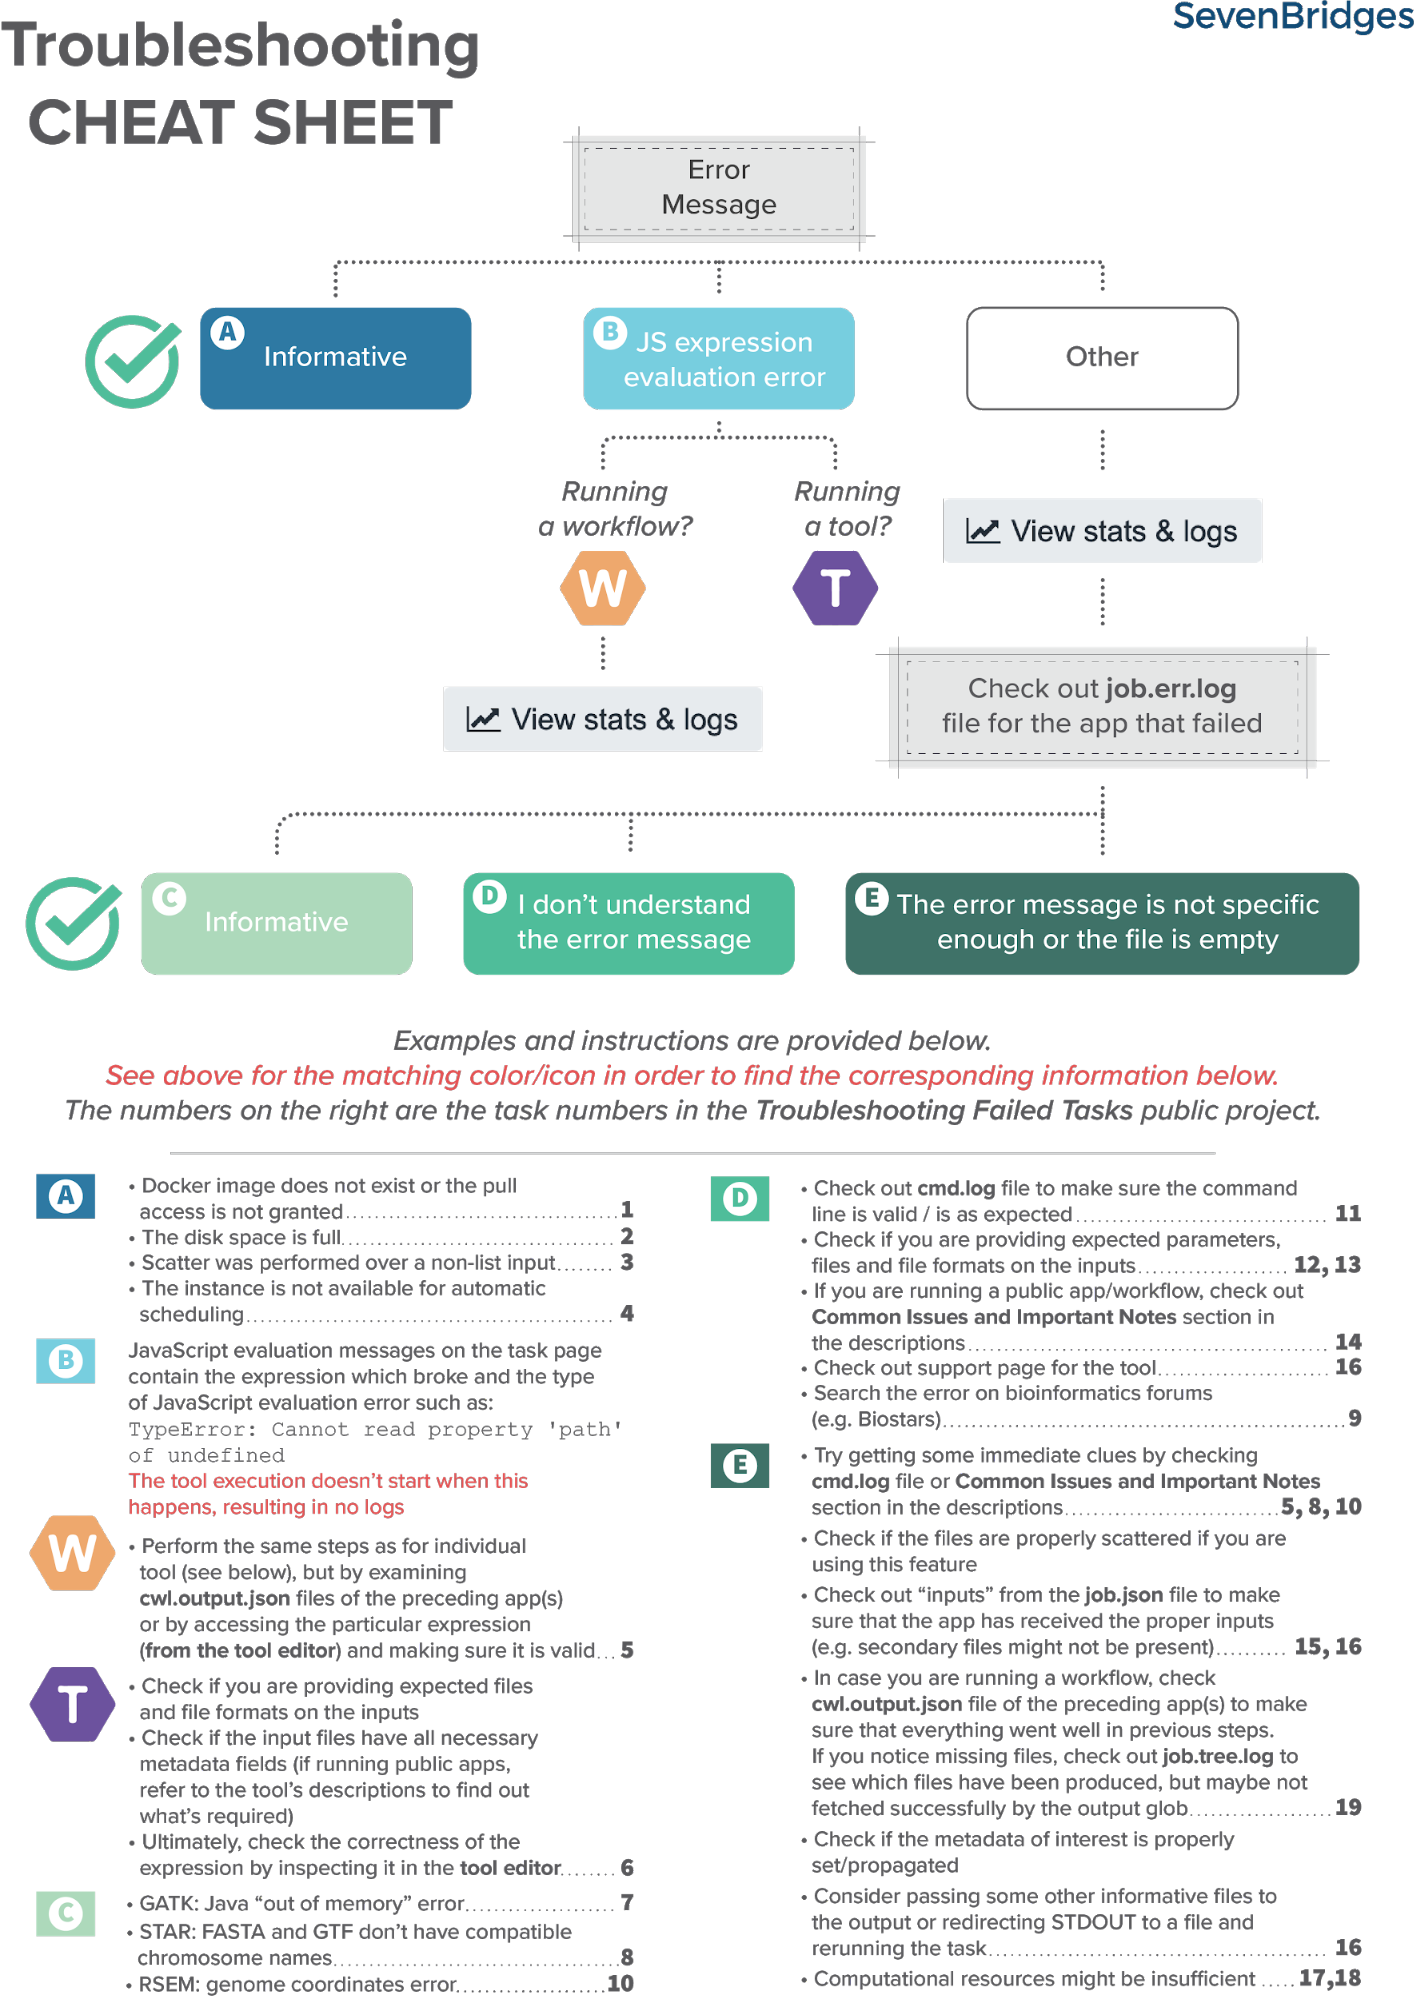 SevenBridges
Troubleshooting
CHEAT SHEET
Error
Message
A
Informative
B
JS expression
evaluation error
Other
Running
a workflow?
Running
a tool?
W
T
View stats & logs
View stats & logs
Check out job.err.log
file for the app that failed
C
Informative
D
I don't understand
the error message
E
The error message is not specific
enough or the file is empty
Examples and instructions are provided below.
See above for the matching color/icon in order to find the corresponding information below.
The numbers on the right are the task numbers in the Troubleshooting Failed Tasks public project.
A
• Docker image does not exist or the pull
access is not granted 1
• The disk space is full 2
• Scatter was performed over a non-list input 3
• The instance is not available for automatic
scheduling 4
B
JavaScript evaluation messages on the task page
contain the expression which broke and the type
of JavaScript evaluation error such as:
TypeError: Cannot read property 'path'
of undefined
The tool execution doesn't start when this
happens, resulting in no logs
W
• Perform the same steps as for individual
tool (see below), but by examining
cwl.output.json files of the preceding app(s)
or by accessing the particular expression
(from the tool editor) and making sure it is valid 5
T
• Check if you are providing expected files
and file formats on the inputs
• Check if the input files have all necessary
metadata fields (if running public apps,
refer to the tool's descriptions to find out
what's required)
• Ultimately, check the correctness of the
expression by inspecting it in the tool editor 6
C
• GATK: Java "out of memory" error 7
• STAR: FASTA and GTF don't have compatible
chromosome names 8
• RSEM: genome coordinates error 10
D
• Check out cmd.log file to make sure the command
line is valid / is as expected 11
• Check if you are providing expected parameters,
files and file formats on the inputs 12, 13
• If you are running a public app/workflow, check out
Common Issues and Important Notes section in
the descriptions 14
• Check out support page for the tool 16
• Search the error on bioinformatics forums
(e.g. Biostars) 9
E
• Try getting some immediate clues by checking
cmd.log file or Common Issues and Important Notes
section in the descriptions 5, 8, 10
• Check if the files are properly scattered if you are
using this feature
• Check out "inputs" from the job.json file to make
sure that the app has received the proper inputs
(e.g. secondary files might not be present) 15, 16
• In case you are running a workflow, check
cwl.output.json file of the preceding app(s) to make
sure that everything went well in previous steps.
If you notice missing files, check out job.tree.log to
see which files have been produced, but maybe not
fetched successfully by the output glob 19
• Check if the metadata of interest is properly
set/propagated
• Consider passing some other informative files to
the output or redirecting STDOUT to a file and
rerunning the task 16
• Computational resources might be insufficient 17,18